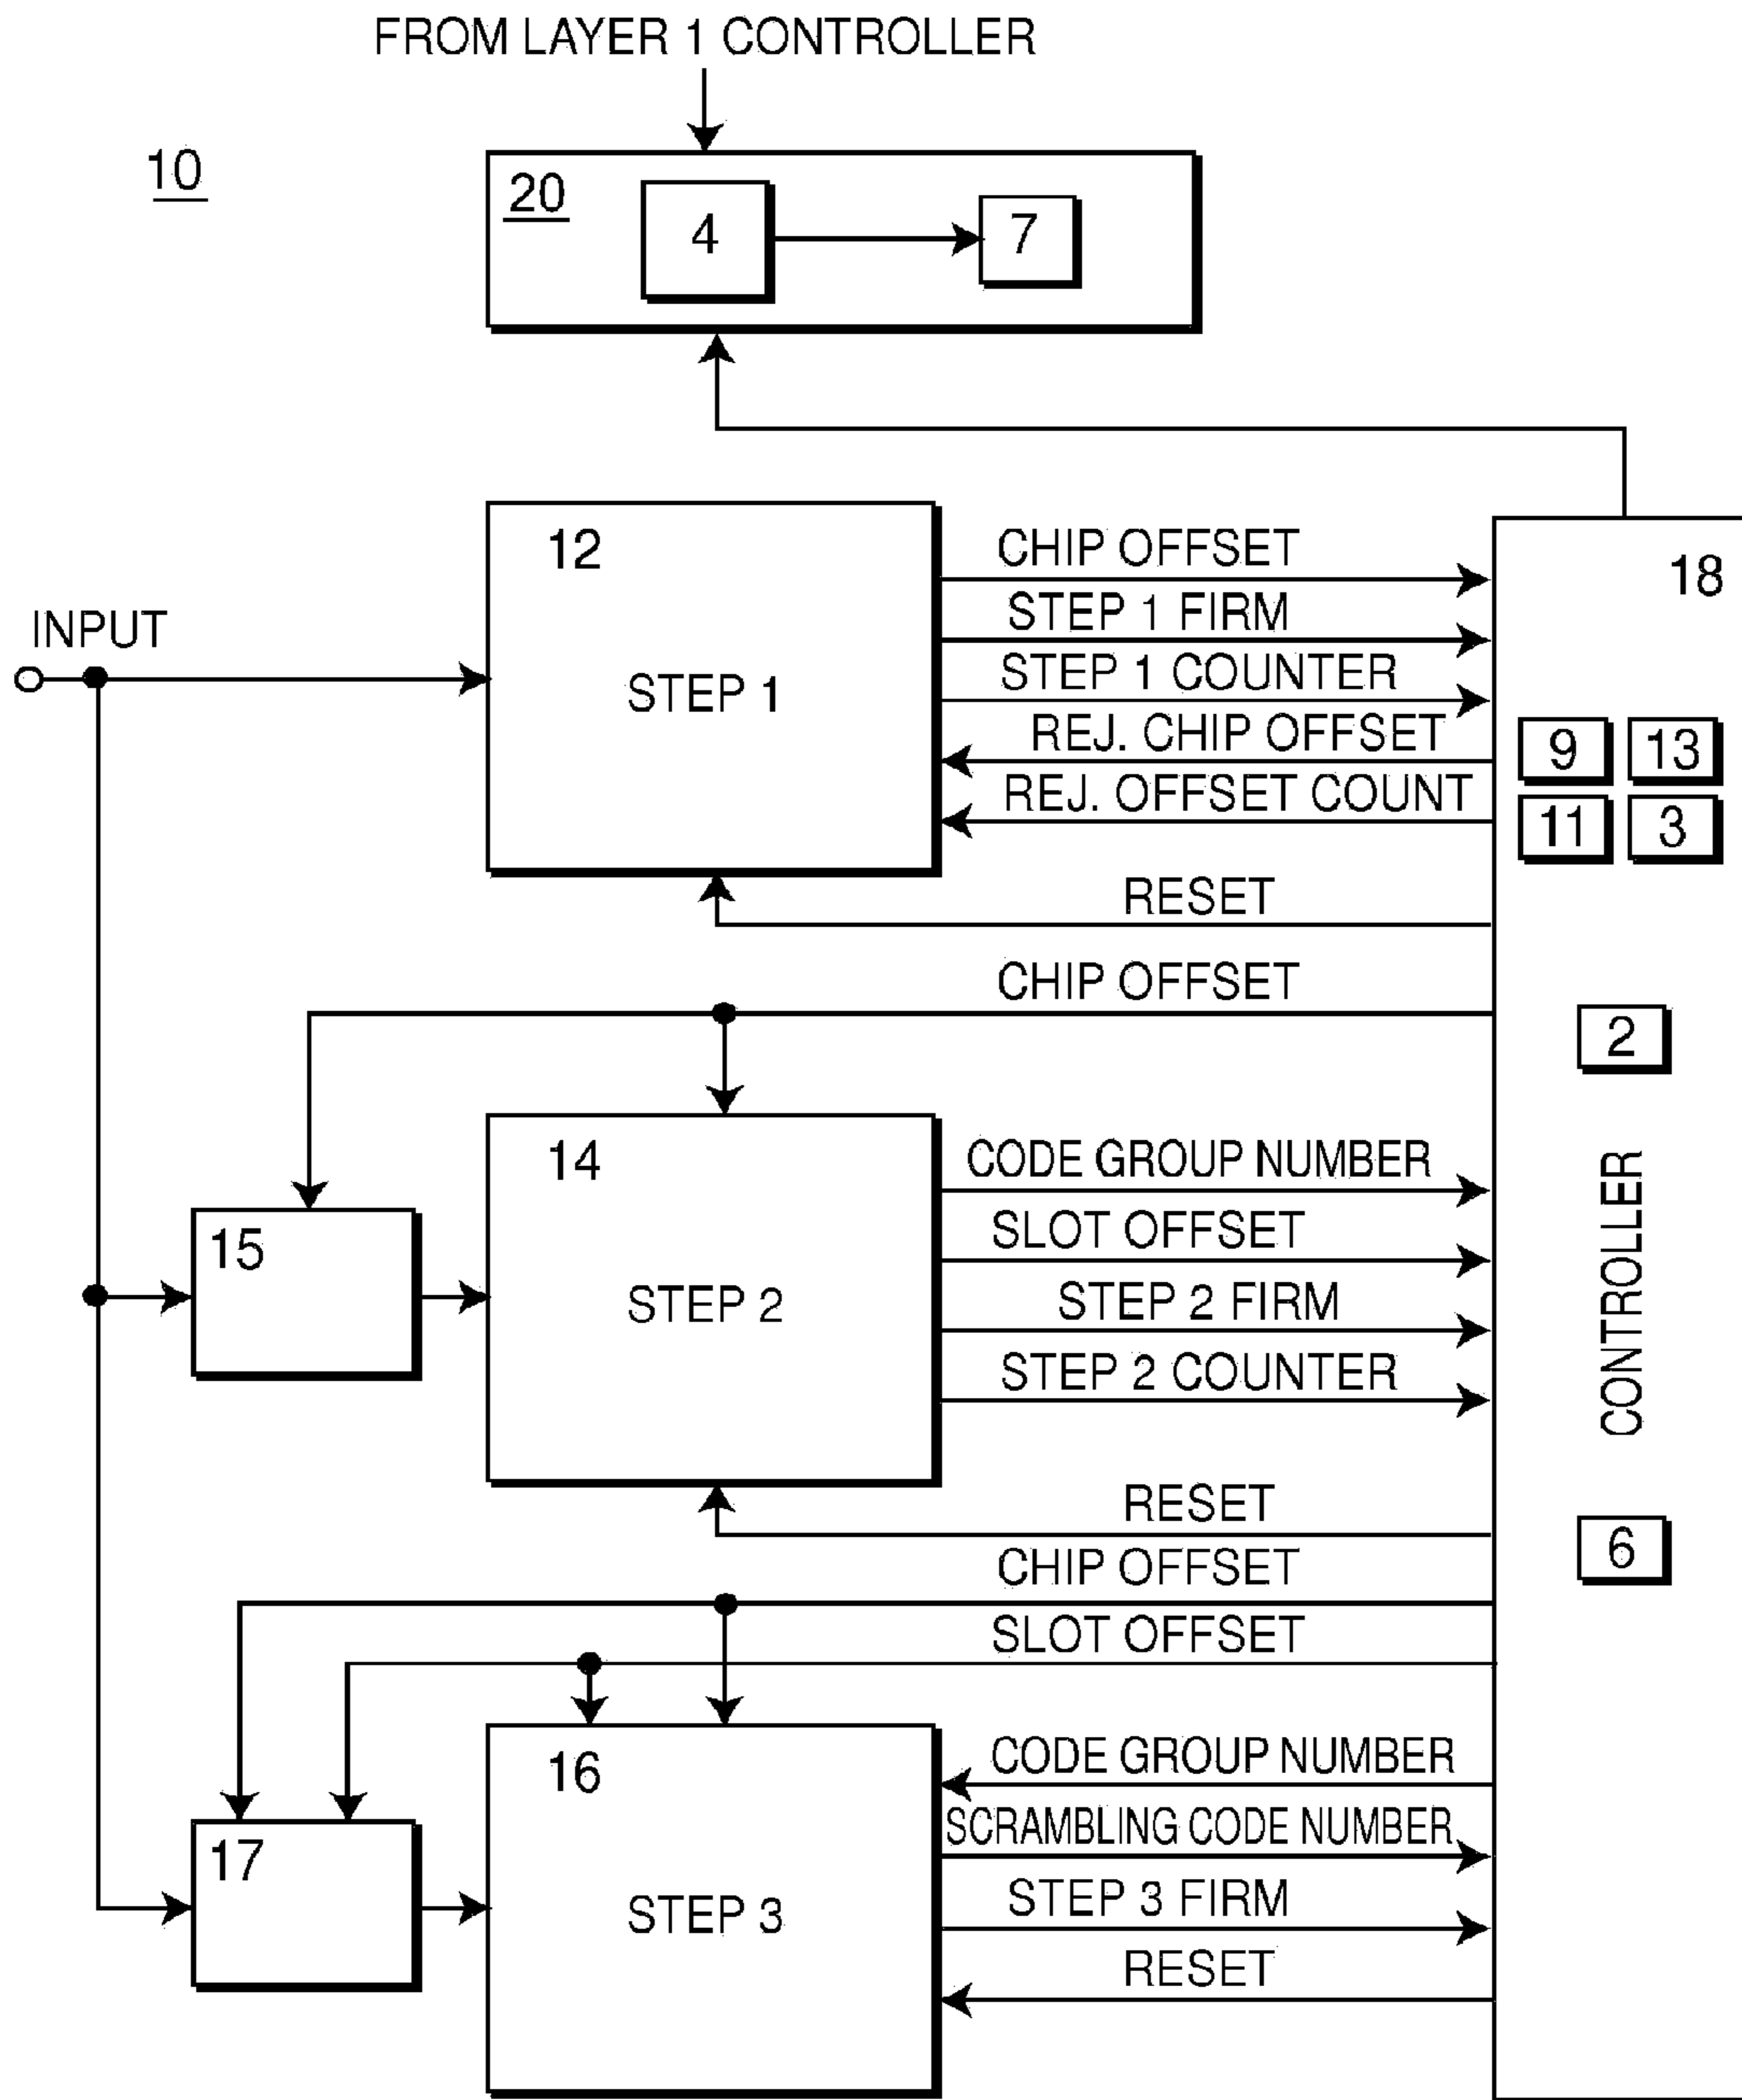 FROM LAYER 1 CONTROLLER
10
20
4
7
12
CHIP OFFSET
18
STEP 1 FIRM
INPUT
STEP 1
STEP 1 COUNTER
REJ. CHIP OFFSET
9
13
REJ. OFFSET COUNT
11
3
RESET
CHIP OFFSET
2
14
CODE GROUP NUMBER
15
SLOT OFFSET
STEP 2
STEP 2 FIRM
CONTROLLER
STEP 2 COUNTER
RESET
6
CHIP OFFSET
SLOT OFFSET
16
CODE GROUP NUMBER
SCRAMBLING CODE NUMBER
17
STEP 3
STEP 3 FIRM
RESET